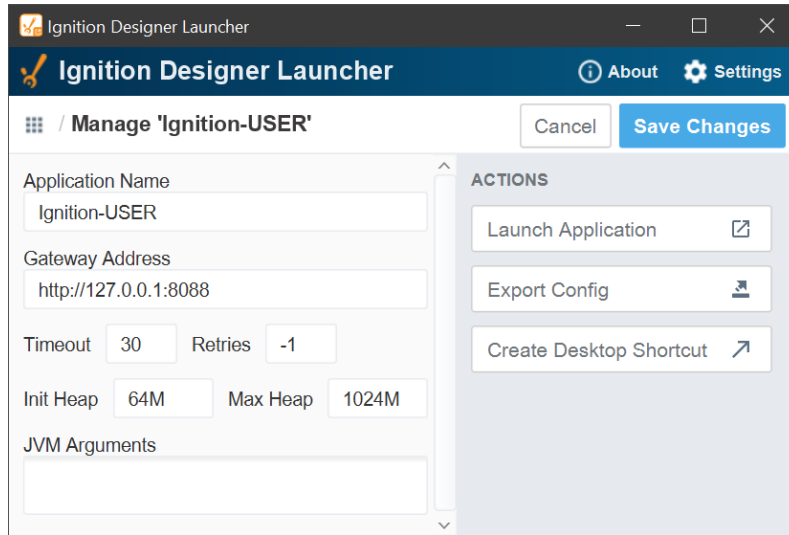 Ignition Designer Launcher
Ignition Designer Launcher
About
Settings
/ Manage 'Ignition-USER'
Cancel
Save Changes
Application Name
Ignition-USER
Gateway Address
http://127.0.0.1:8088
Timeout 30 Retries -1
Init Heap 64M Max Heap 1024M
JVM Arguments
ACTIONS
Launch Application
Export Config
Create Desktop Shortcut